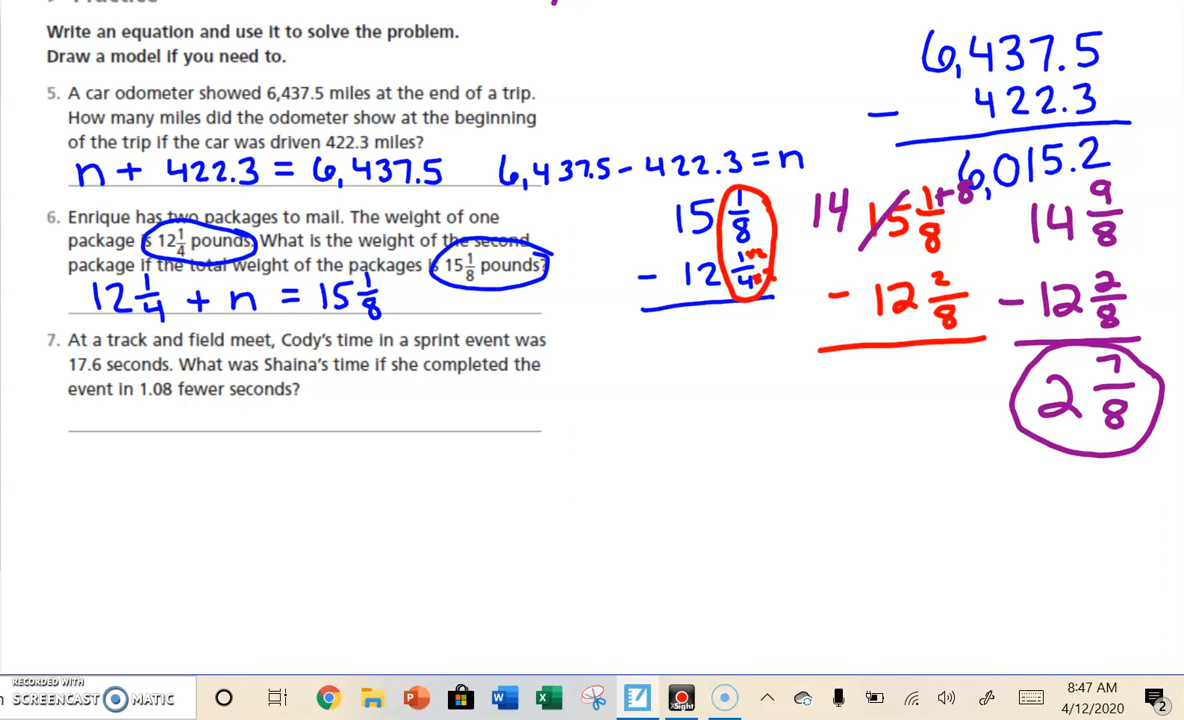 Write an equation and use it to solve the problem.
Draw a model if you need to.
5. A car odometer showed 6,437.5 miles at the end of a trip.
How many miles did the odometer show at the beginning
of the trip if the car was driven 422.3 miles?
n + 422.3 = 6,437.5
6,437.5 - 422.3 = n
6,437.5
- 422.3
6,015.2
6. Enrique has two packages to mail. The weight of one
package is 12 1/4 pounds. What is the weight of the second
package if the total weight of the packages is 15 1/8 pounds?
12 1/4 + n = 15 1/8
15 1/8
- 12 1/4
14 15 1/8 +8
- 12 2/8
14 9/8
- 12 2/8
2 7/8
7. At a track and field meet, Cody's time in a sprint event was
17.6 seconds. What was Shaina's time if she completed the
event in 1.08 fewer seconds?
RECORDED WITH
SCREENCAST MATIC
8:47 AM
4/12/2020
2